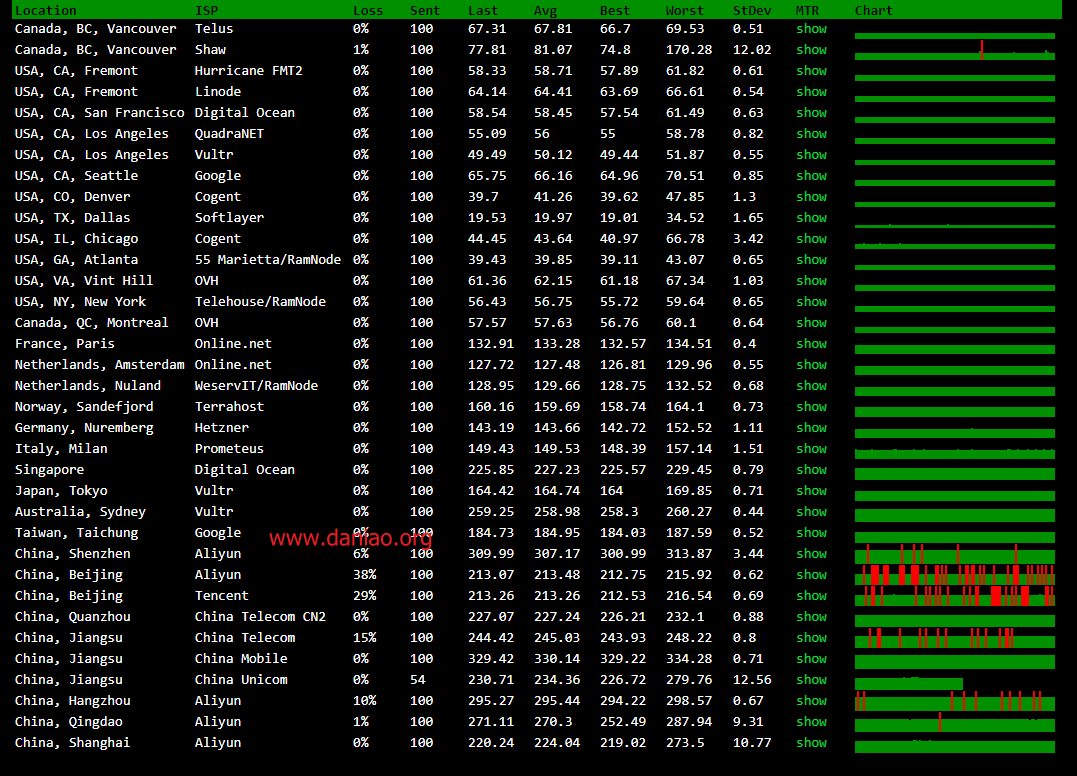 Location ISP Loss Sent Last Avg Best Worst StDev MTR Chart
Canada, BC, Vancouver Telus 0% 100 67.31 67.81 66.7 69.53 0.51 show
Canada, BC, Vancouver Shaw 1% 100 77.81 81.07 74.8 170.28 12.02 show
USA, CA, Fremont Hurricane FMT2 0% 100 58.33 58.71 57.89 61.82 0.61 show
USA, CA, Fremont Linode 0% 100 64.14 64.41 63.69 66.61 0.54 show
USA, CA, San Francisco Digital Ocean 0% 100 58.54 58.45 57.54 61.49 0.63 show
USA, CA, Los Angeles QuadraNET 0% 100 55.09 56 55 58.78 0.82 show
USA, CA, Los Angeles Vultr 0% 100 49.49 50.12 49.44 51.87 0.55 show
USA, CA, Seattle Google 0% 100 65.75 66.16 64.96 70.51 0.85 show
USA, CO, Denver Cogent 0% 100 39.7 41.26 39.62 47.85 1.3 show
USA, TX, Dallas Softlayer 0% 100 19.53 19.97 19.01 34.52 1.65 show
USA, IL, Chicago Cogent 0% 100 44.45 43.64 40.97 66.78 3.42 show
USA, GA, Atlanta 55 Marietta/RamNode 0% 100 39.43 39.85 39.11 43.07 0.65 show
USA, VA, Vint Hill OVH 0% 100 61.36 62.15 61.18 67.34 1.03 show
USA, NY, New York Telehouse/RamNode 0% 100 56.43 56.75 55.72 59.64 0.65 show
Canada, QC, Montreal OVH 0% 100 57.57 57.63 56.76 60.1 0.64 show
France, Paris Online.net 0% 100 132.91 133.28 132.57 134.51 0.4 show
Netherlands, Amsterdam Online.net 0% 100 127.72 127.48 126.81 129.96 0.55 show
Netherlands, Nuland WeservIT/RamNode 0% 100 128.95 129.66 128.75 132.52 0.68 show
Norway, Sandefjord Terrahost 0% 100 160.16 159.69 158.74 164.1 0.73 show
Germany, Nuremberg Hetzner 0% 100 143.19 143.66 142.72 152.52 1.11 show
Italy, Milan Prometeus 0% 100 149.43 149.53 148.39 157.14 1.51 show
Singapore Digital Ocean 0% 100 225.85 227.23 225.57 229.45 0.79 show
Japan, Tokyo Vultr 0% 100 164.42 164.74 164 169.85 0.71 show
Australia, Sydney Vultr 0% 100 259.25 258.98 258.3 260.27 0.44 show
Taiwan, Taichung Google 0% 100 184.73 184.95 184.03 187.59 0.52 show
www.daniao.org
China, Shenzhen Aliyun 6% 100 309.99 307.17 300.99 313.87 3.44 show
China, Beijing Aliyun 38% 100 213.07 213.48 212.75 215.92 0.62 show
China, Beijing Tencent 29% 100 213.26 213.26 212.53 216.54 0.69 show
China, Quanzhou China Telecom CN2 0% 100 227.07 227.24 226.21 232.1 0.88 show
China, Jiangsu China Telecom 15% 100 244.42 245.03 243.93 248.22 0.8 show
China, Jiangsu China Mobile 0% 100 329.42 330.14 329.22 334.28 0.71 show
China, Jiangsu China Unicom 0% 54 230.71 234.36 226.72 279.76 12.56 show
China, Hangzhou Aliyun 10% 100 295.27 295.44 294.22 298.57 0.67 show
China, Qingdao Aliyun 1% 100 271.11 270.3 252.49 287.94 9.31 show
China, Shanghai Aliyun 0% 100 220.24 224.04 219.02 273.5 10.77 show